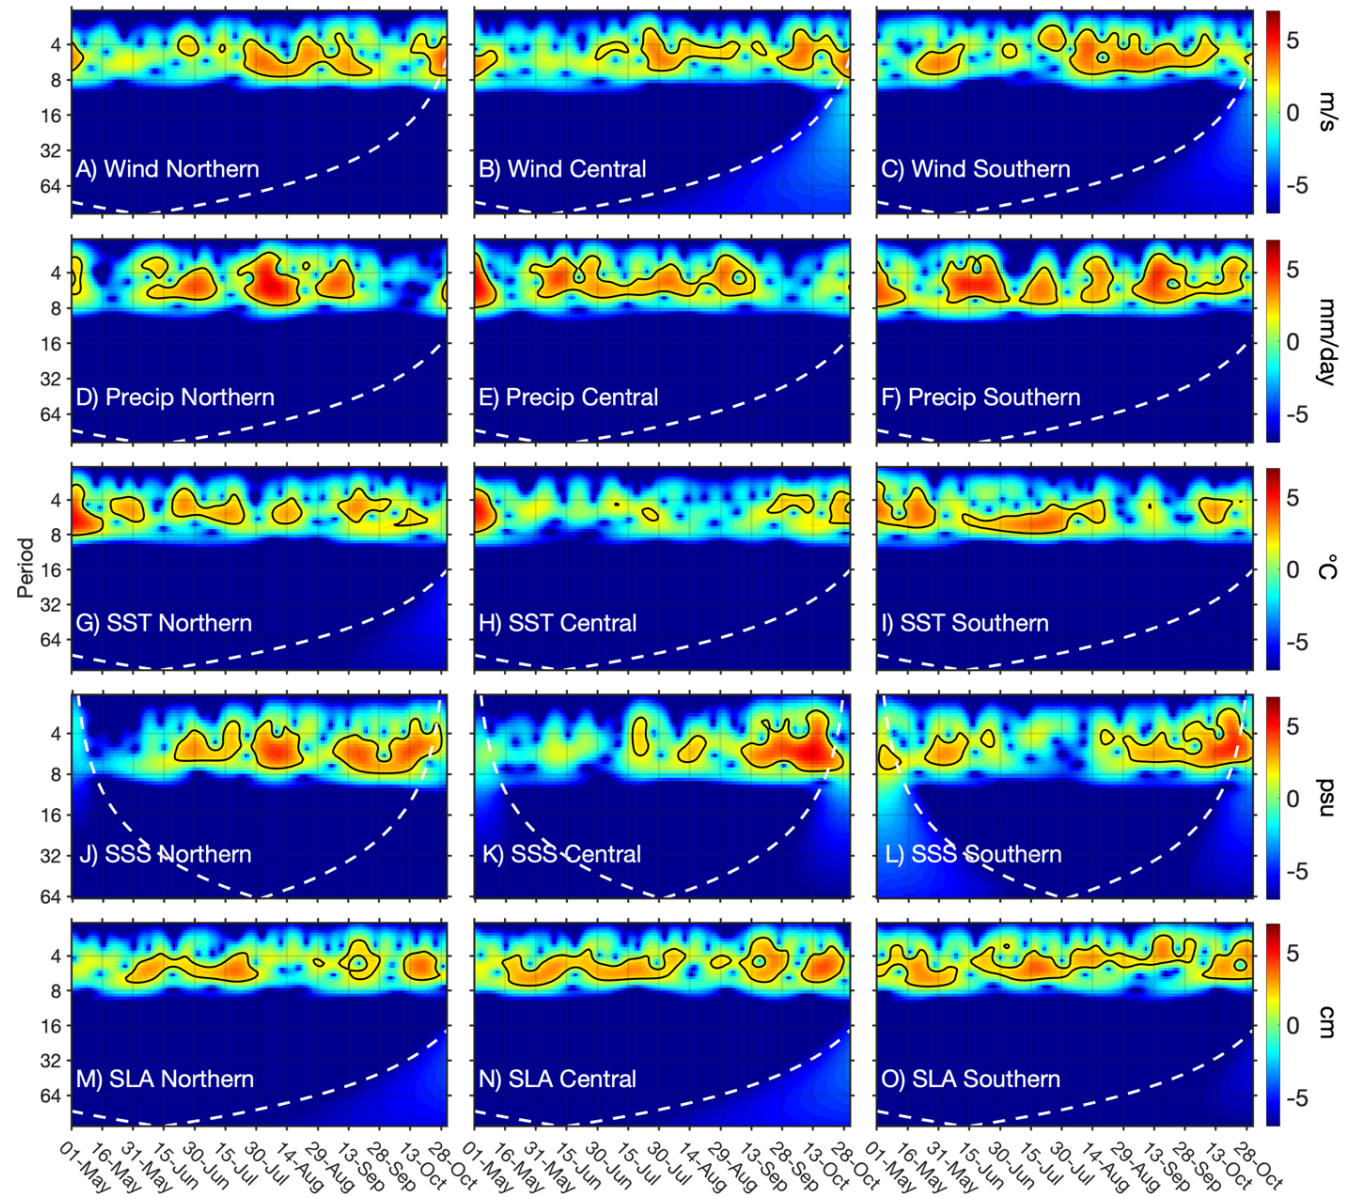 4
8
16
32
64
A) Wind Northern
B) Wind Central
C) Wind Southern
5
0
-5
m/s
4
8
16
32
64
D) Precip Northern
E) Precip Central
F) Precip Southern
5
0
-5
mm/day
Period
4
8
16
32
64
G) SST Northern
H) SST Central
I) SST Southern
5
0
-5
°C
4
8
16
32
64
J) SSS Northern
K) SSS Central
L) SSS Southern
5
0
-5
psu
4
8
16
32
64
M) SLA Northern
N) SLA Central
O) SLA Southern
5
0
-5
cm
01-May
16-May
31-May
15-Jun
30-Jun
15-Jul
30-Jul
14-Aug
29-Aug
13-Sep
28-Sep
13-Oct
28-Oct
01-May
16-May
31-May
15-Jun
30-Jun
15-Jul
30-Jul
14-Aug
29-Aug
13-Sep
28-Sep
13-Oct
28-Oct
01-May
16-May
31-May
15-Jun
30-Jun
15-Jul
30-Jul
14-Aug
29-Aug
13-Sep
28-Sep
13-Oct
28-Oct